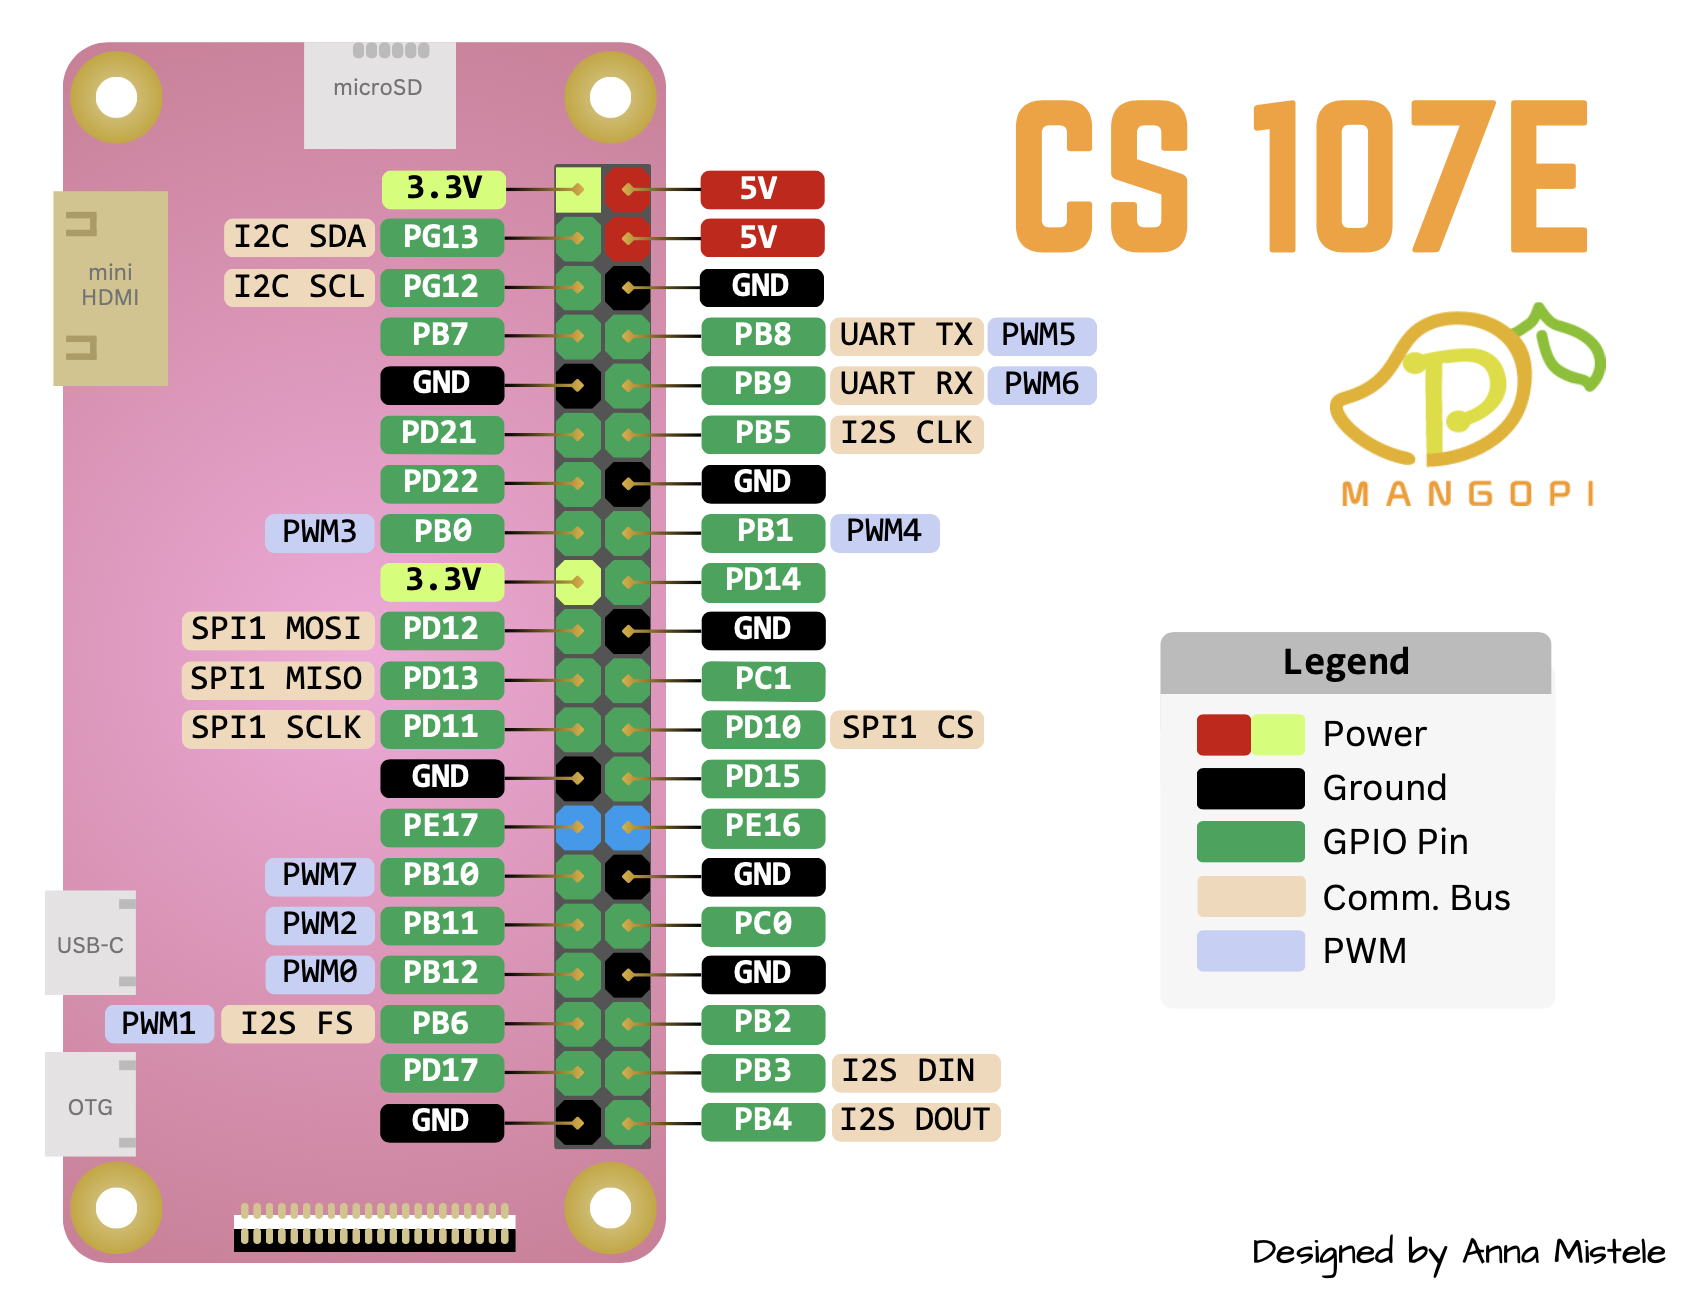 CS 107E
microSD
3.3V 5V
I2C SDA PG13 5V
mini
HDMI
I2C SCL PG12 GND
PB7 PB8 UART TX PWM5
GND PB9 UART RX PWM6
PD21 PB5 I2S CLK
PD22 GND
MANGOPI
PWM3 PB0 PB1 PWM4
3.3V PD14
SPI1 MOSI PD12 GND
SPI1 MISO PD13 PC1
SPI1 SCLK PD11 PD10 SPI1 CS
GND PD15
PE17 PE16
PWM7 PB10 GND
PWM2 PB11 PC0
USB-C
PWM0 PB12 GND
PWM1 I2S FS PB6 PB2
PD17 PB3 I2S DIN
OTG
GND PB4 I2S DOUT
Legend
Power
Ground
GPIO Pin
Comm. Bus
PWM
Designed by Anna Mistele